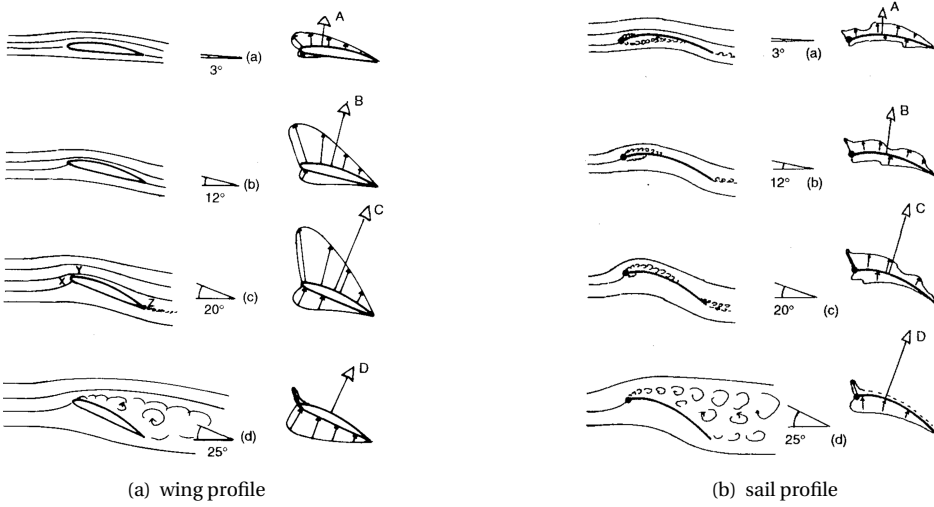 A
3° (a)
B
12° (b)
C
X Y Z
20° (c)
D
25° (d)
(a) wing profile
A
3° (a)
B
12° (b)
C
20° (c)
D
25° (d)
(b) sail profile